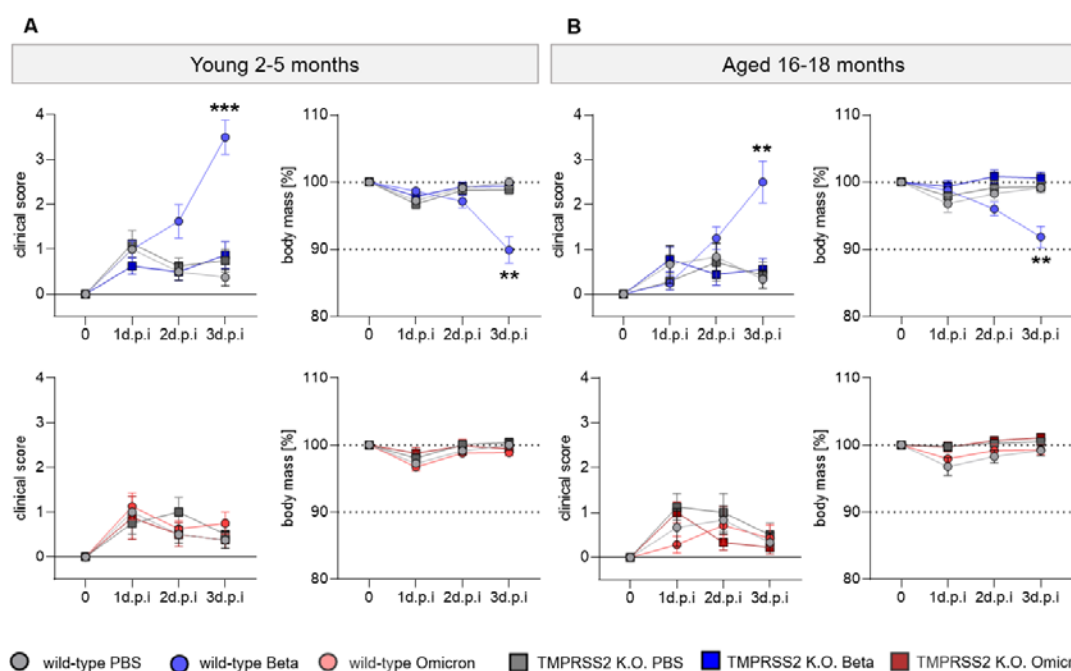 A
B
Young 2-5 months
Aged 16-18 months
clinical score
4
3
2
1
0
***
0 1d.p.i 2d.p.i 3d.p.i
body mass [%]
110
100
90
80
**
0 1d.p.i 2d.p.i 3d.p.i
clinical score
4
3
2
1
0
**
0 1d.p.i 2d.p.i 3d.p.i
body mass [%]
110
100
90
80
**
0 1d.p.i 2d.p.i 3d.p.i
clinical score
4
3
2
1
0
0 1d.p.i 2d.p.i 3d.p.i
body mass [%]
110
100
90
80
0 1d.p.i 2d.p.i 3d.p.i
clinical score
4
3
2
1
0
0 1d.p.i 2d.p.i 3d.p.i
body mass [%]
110
100
90
80
0 1d.p.i 2d.p.i 3d.p.i
wild-type PBS wild-type Beta wild-type Omicron TMPRSS2 K.O. PBS TMPRSS2 K.O. Beta TMPRSS2 K.O. Omicr